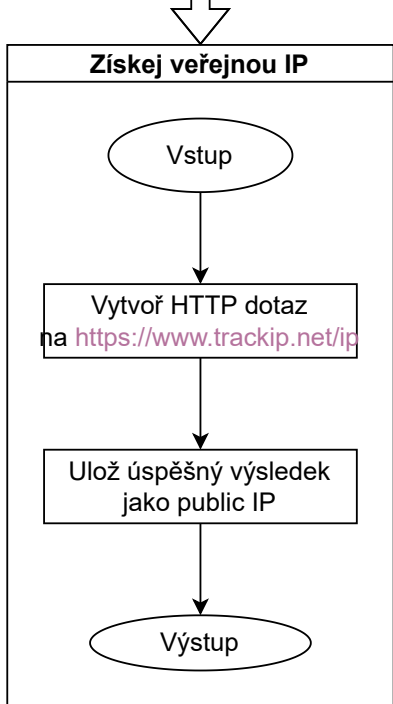 Získej veřejnou IP
Vstup
Vytvoř HTTP dotaz
na https://www.trackip.net/ip
Ulož úspěšný výsledek
jako public IP
Výstup